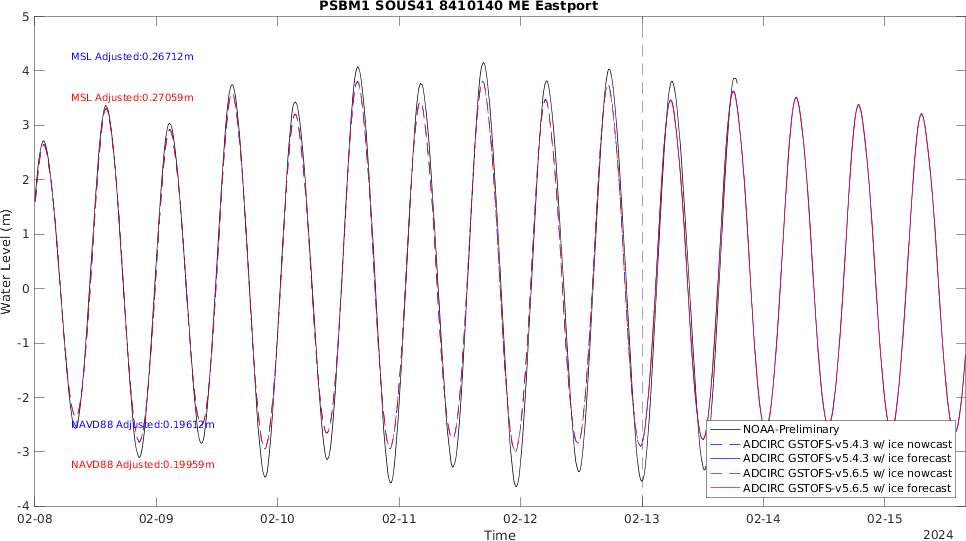 PSBM1 SOUS41 8410140 ME Eastport
5
MSL Adjusted:0.26712m
4
MSL Adjusted:0.27059m
3
2
1
Water Level (m)
0
-1
-2
NAVD88 Adjusted:0.19612m
-3
NAVD88 Adjusted:0.19959m
-4
NOAA-Preliminary
ADCIRC GSTOFS-v5.4.3 w/ ice nowcast
ADCIRC GSTOFS-v5.4.3 w/ ice forecast
ADCIRC GSTOFS-v5.6.5 w/ ice nowcast
ADCIRC GSTOFS-v5.6.5 w/ ice forecast
02-08 02-09 02-10 02-11 02-12 02-13 02-14 02-15
Time
2024